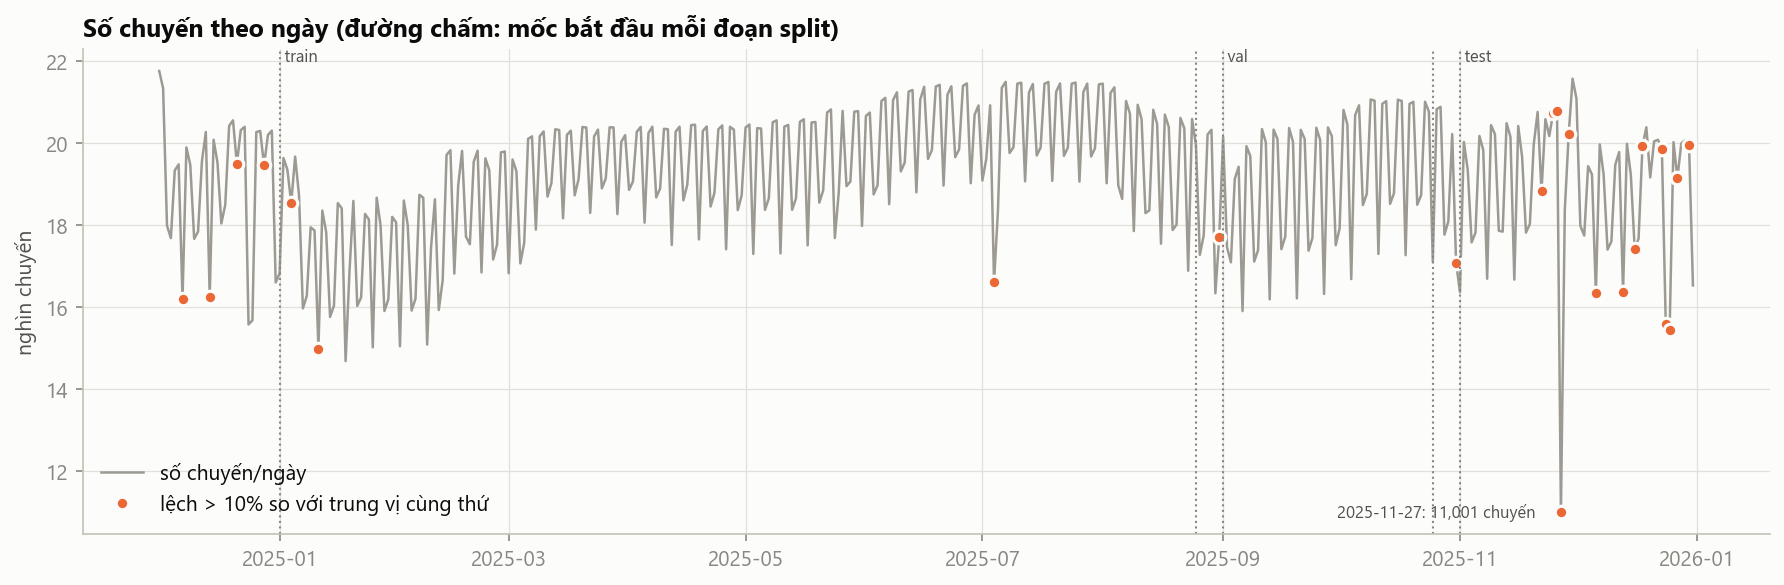 Số chuyến theo ngày (đường chấm: mốc bắt đầu mỗi đoạn split)
nghìn chuyến
22
20
18
16
14
12
train
val
test
số chuyến/ngày
lệch > 10% so với trung vị cùng thứ
2025-11-27: 11,001 chuyến
2025-01
2025-03
2025-05
2025-07
2025-09
2025-11
2026-01